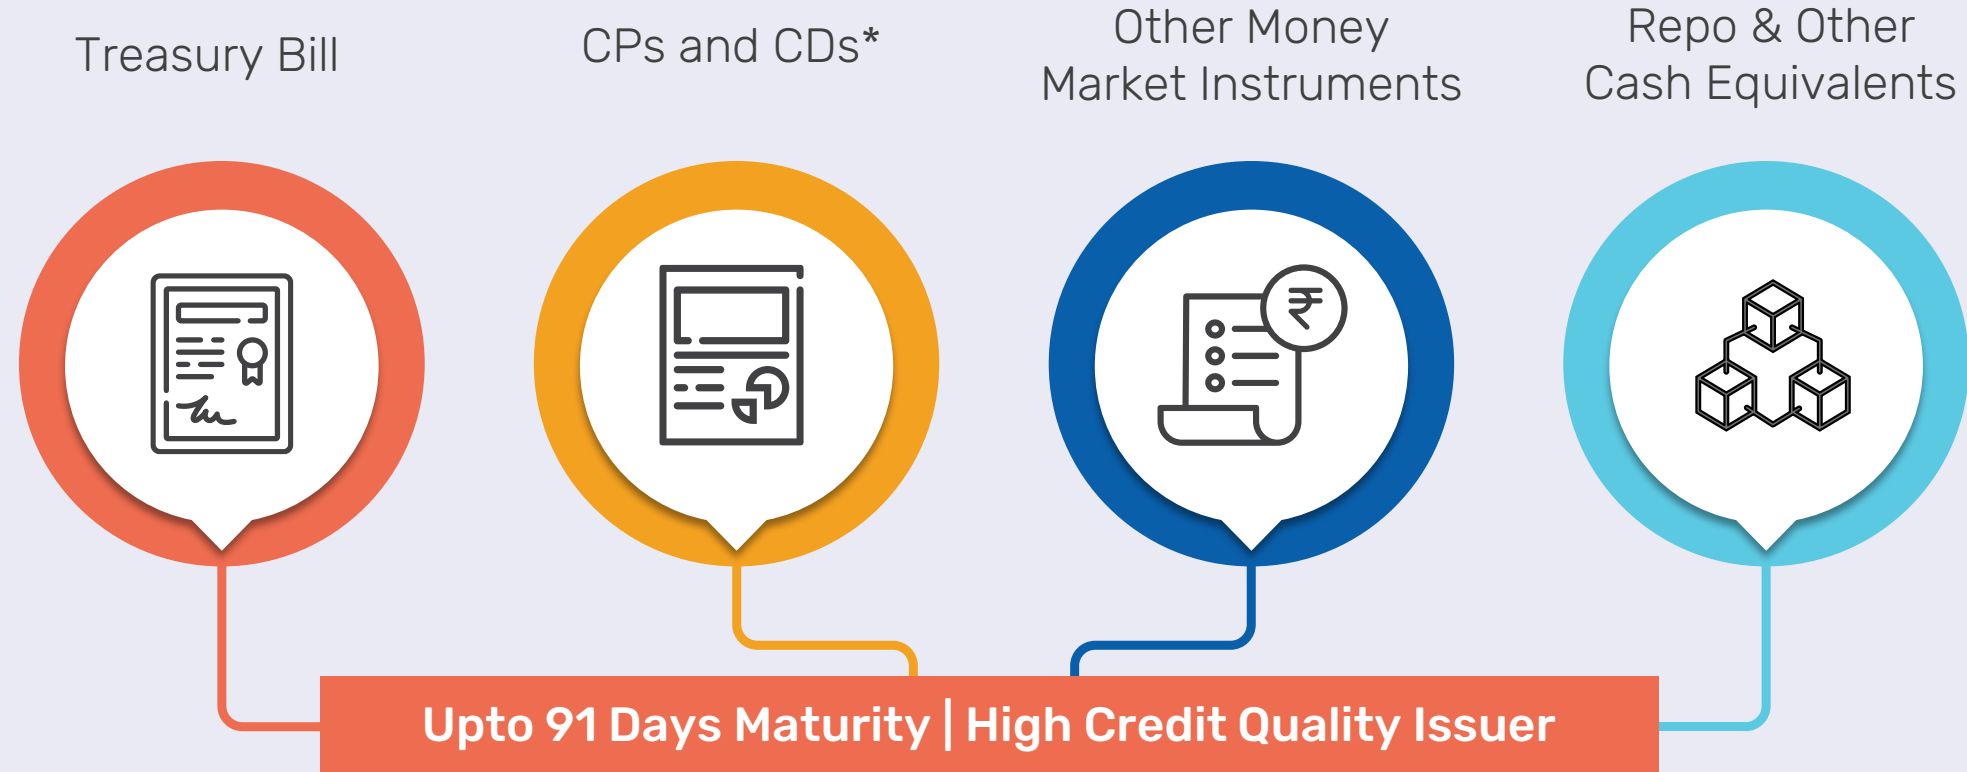 Treasury Bill
CPs and CDs*
Other Money
Market Instruments
Repo & Other
Cash Equivalents
₹
Upto 91 Days Maturity | High Credit Quality Issuer